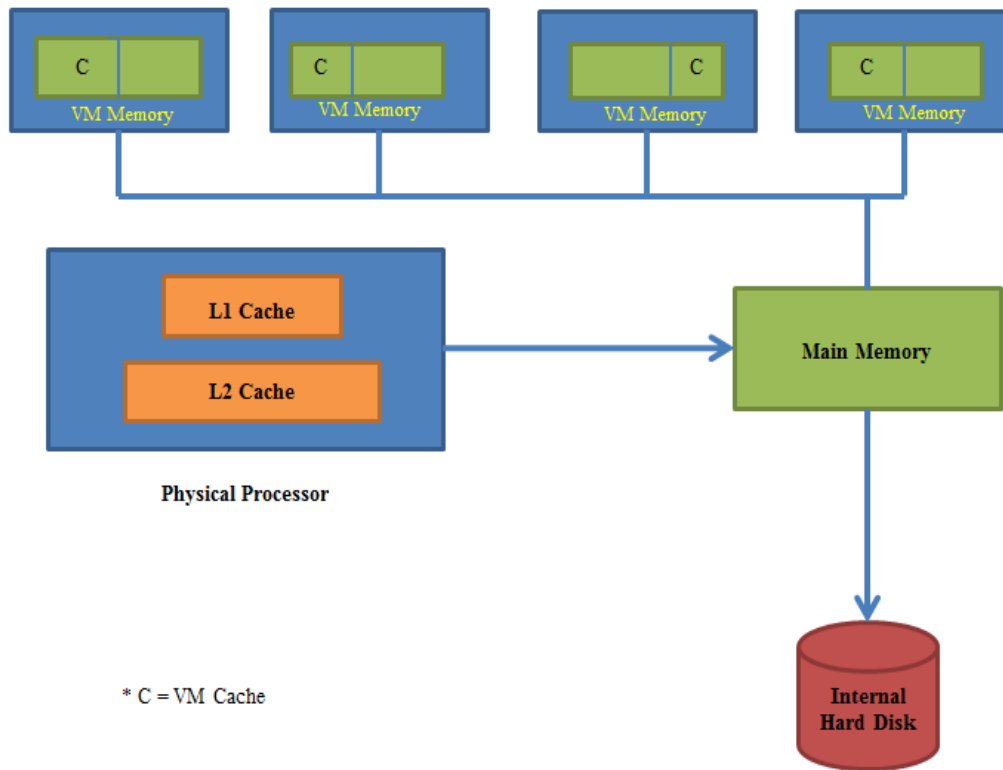 C
C
C
C
VM Memory
VM Memory
VM Memory
VM Memory
L1 Cache
L2 Cache
Main Memory
Physical Processor
* C = VM Cache
Internal
Hard Disk